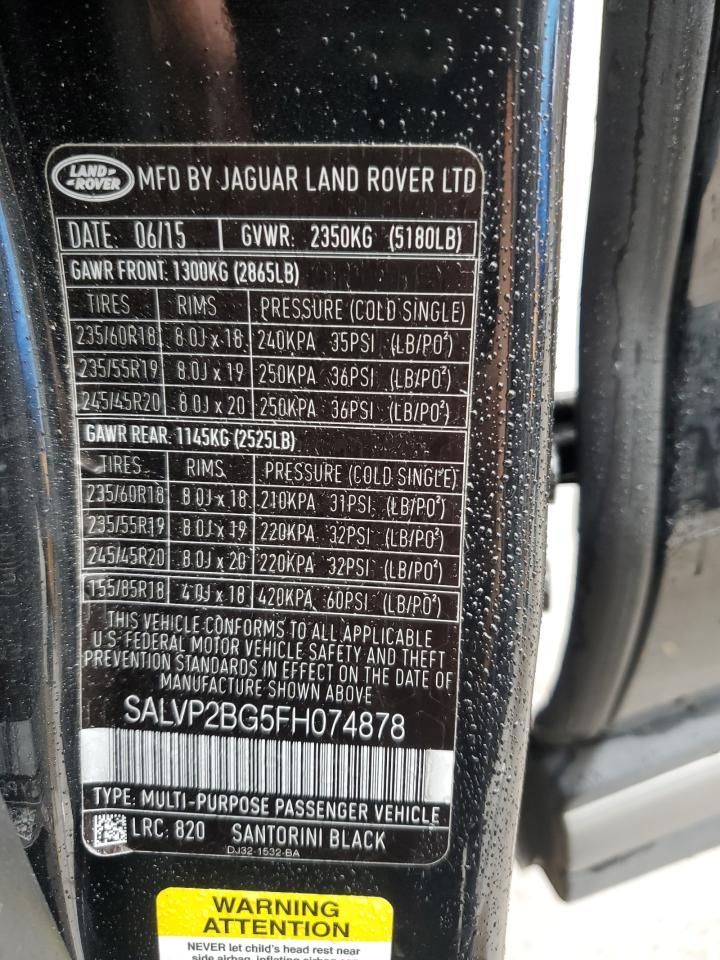 LAND ROVER MFD BY JAGUAR LAND ROVER LTD
DATE: 06/15 GVWR: 2350KG (5180LB)
GAWR FRONT: 1300KG (2865LB)
TIRES RIMS PRESSURE (COLD SINGLE)
235/60R18 8.0J x 18 240KPA 35PSI (LB/PO²)
235/55R19 8.0J x 19 250KPA 36PSI (LB/PO²)
245/45R20 8.0J x 20 250KPA 36PSI (LB/PO²)
GAWR REAR: 1145KG (2525LB)
TIRES RIMS PRESSURE (COLD SINGLE)
235/60R18 8.0J x 18 210KPA 31PSI (LB/PO²)
235/55R19 8.0J x 19 220KPA 32PSI (LB/PO²)
245/45R20 8.0J x 20 220KPA 32PSI (LB/PO²)
155/85R18 4.0J x 18 420KPA 60PSI (LB/PO²)
THIS VEHICLE CONFORMS TO ALL APPLICABLE
U.S. FEDERAL MOTOR VEHICLE SAFETY AND THEFT
PREVENTION STANDARDS IN EFFECT ON THE DATE OF
MANUFACTURE SHOWN ABOVE.
SALVP2BG5FH074878
TYPE: MULTI-PURPOSE PASSENGER VEHICLE
LRC: 820 SANTORINI BLACK
DJ32-1532-BA
WARNING
ATTENTION
NEVER let child's head rest near
side airbag, inflating airbag can